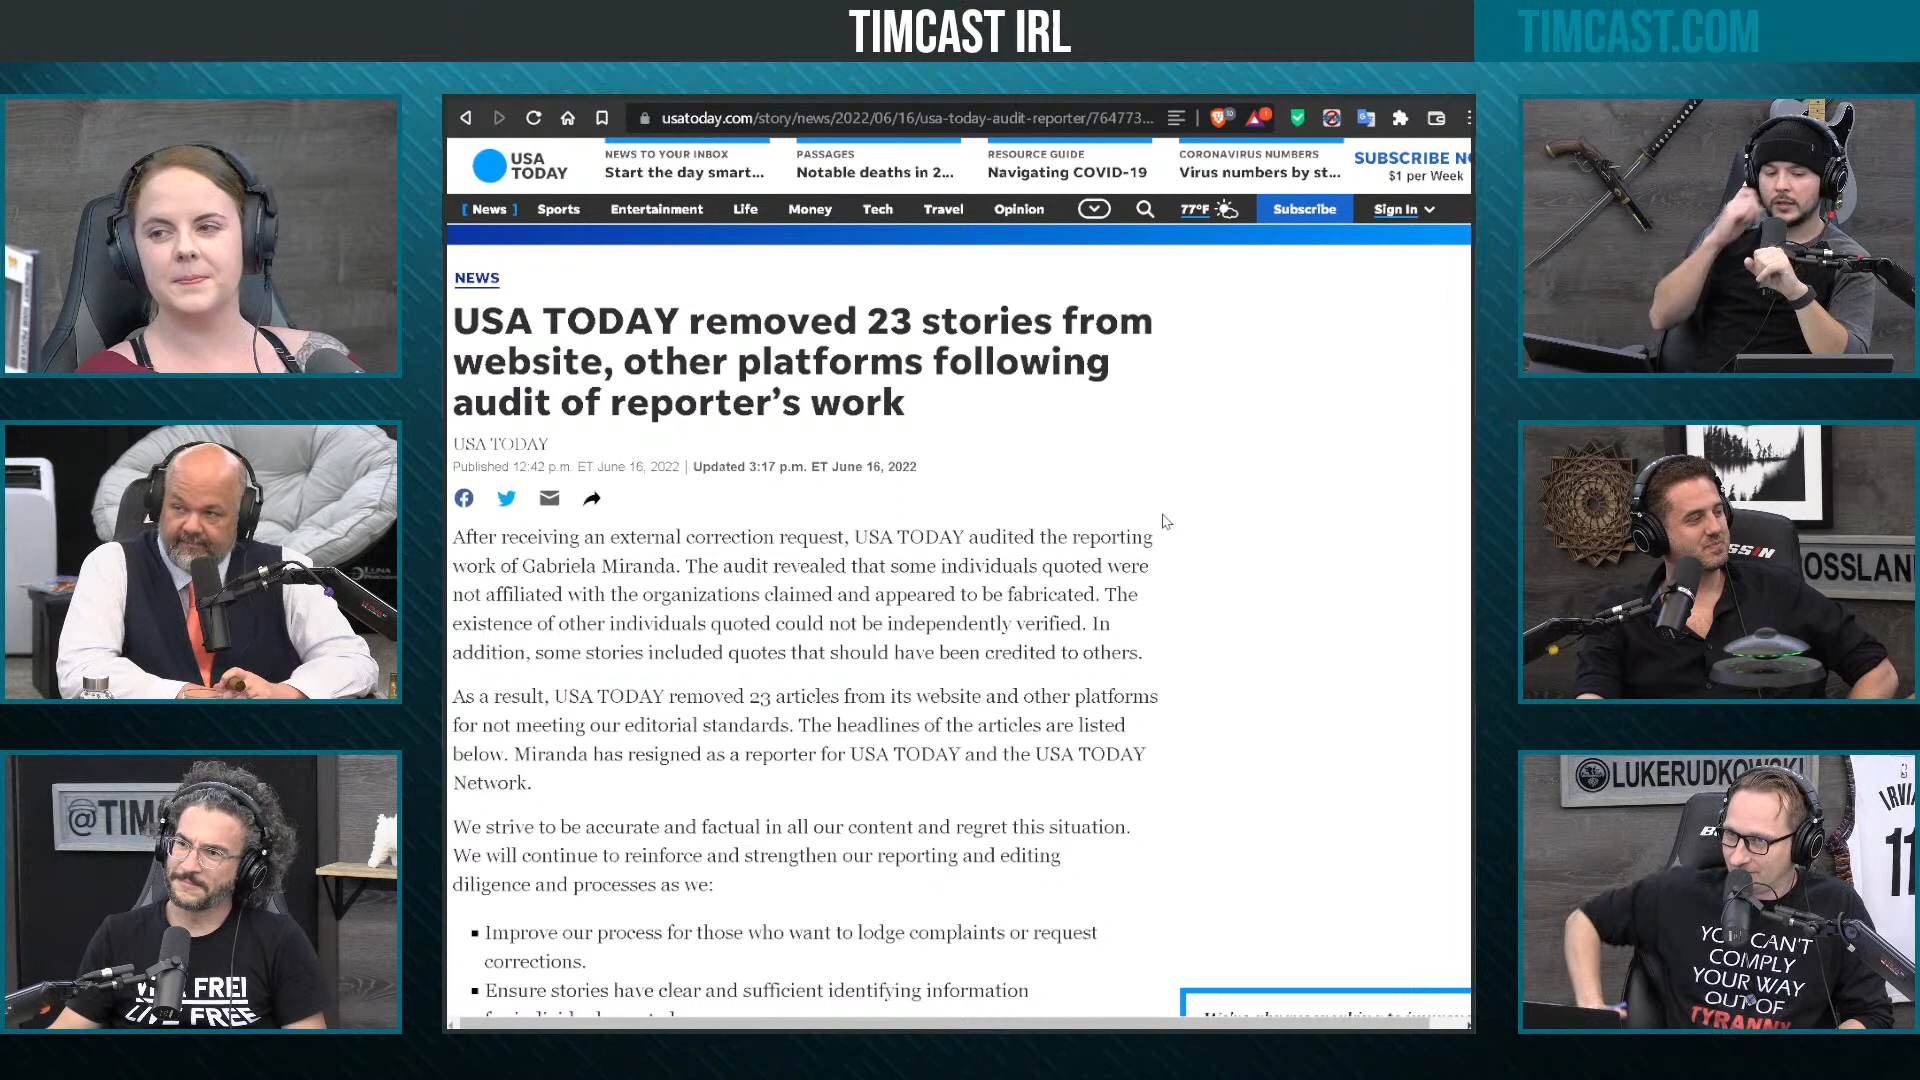 TIMCAST IRL
TIMCAST.COM
usatoday.com/story/news/2022/06/16/usa-today-audit-reporter/764773...
USA
TODAY
NEWS TO YOUR INBOX
Start the day smart...
PASSAGES
Notable deaths in 2...
RESOURCE GUIDE
Navigating COVID-19
CORONAVIRUS NUMBERS
Virus numbers by st...
SUBSCRIBE N
$1 per Week
[ News ] Sports Entertainment Life Money Tech Travel Opinion 77°F Subscribe Sign In
NEWS
USA TODAY removed 23 stories from
website, other platforms following
audit of reporter's work
USA TODAY
Published 12:42 p.m. ET June 16, 2022 | Updated 3:17 p.m. ET June 16, 2022
After receiving an external correction request, USA TODAY audited the reporting
work of Gabriela Miranda. The audit revealed that some individuals quoted were
not affiliated with the organizations claimed and appeared to be fabricated. The
existence of other individuals quoted could not be independently verified. In
addition, some stories included quotes that should have been credited to others.
As a result, USA TODAY removed 23 articles from its website and other platforms
for not meeting our editorial standards. The headlines of the articles are listed
below. Miranda has resigned as a reporter for USA TODAY and the USA TODAY
Network.
We strive to be accurate and factual in all our content and regret this situation.
We will continue to reinforce and strengthen our reporting and editing
diligence and processes as we:
▪ Improve our process for those who want to lodge complaints or request
corrections.
▪ Ensure stories have clear and sufficient identifying information
LUNA
@TIM
FREI
LIVE FREE
OSSLAN
@LUKERUDKOWSKI
IRVI
11
YOU CAN'T
COMPLY
YOUR WAY
OUT OF
TYRANNY